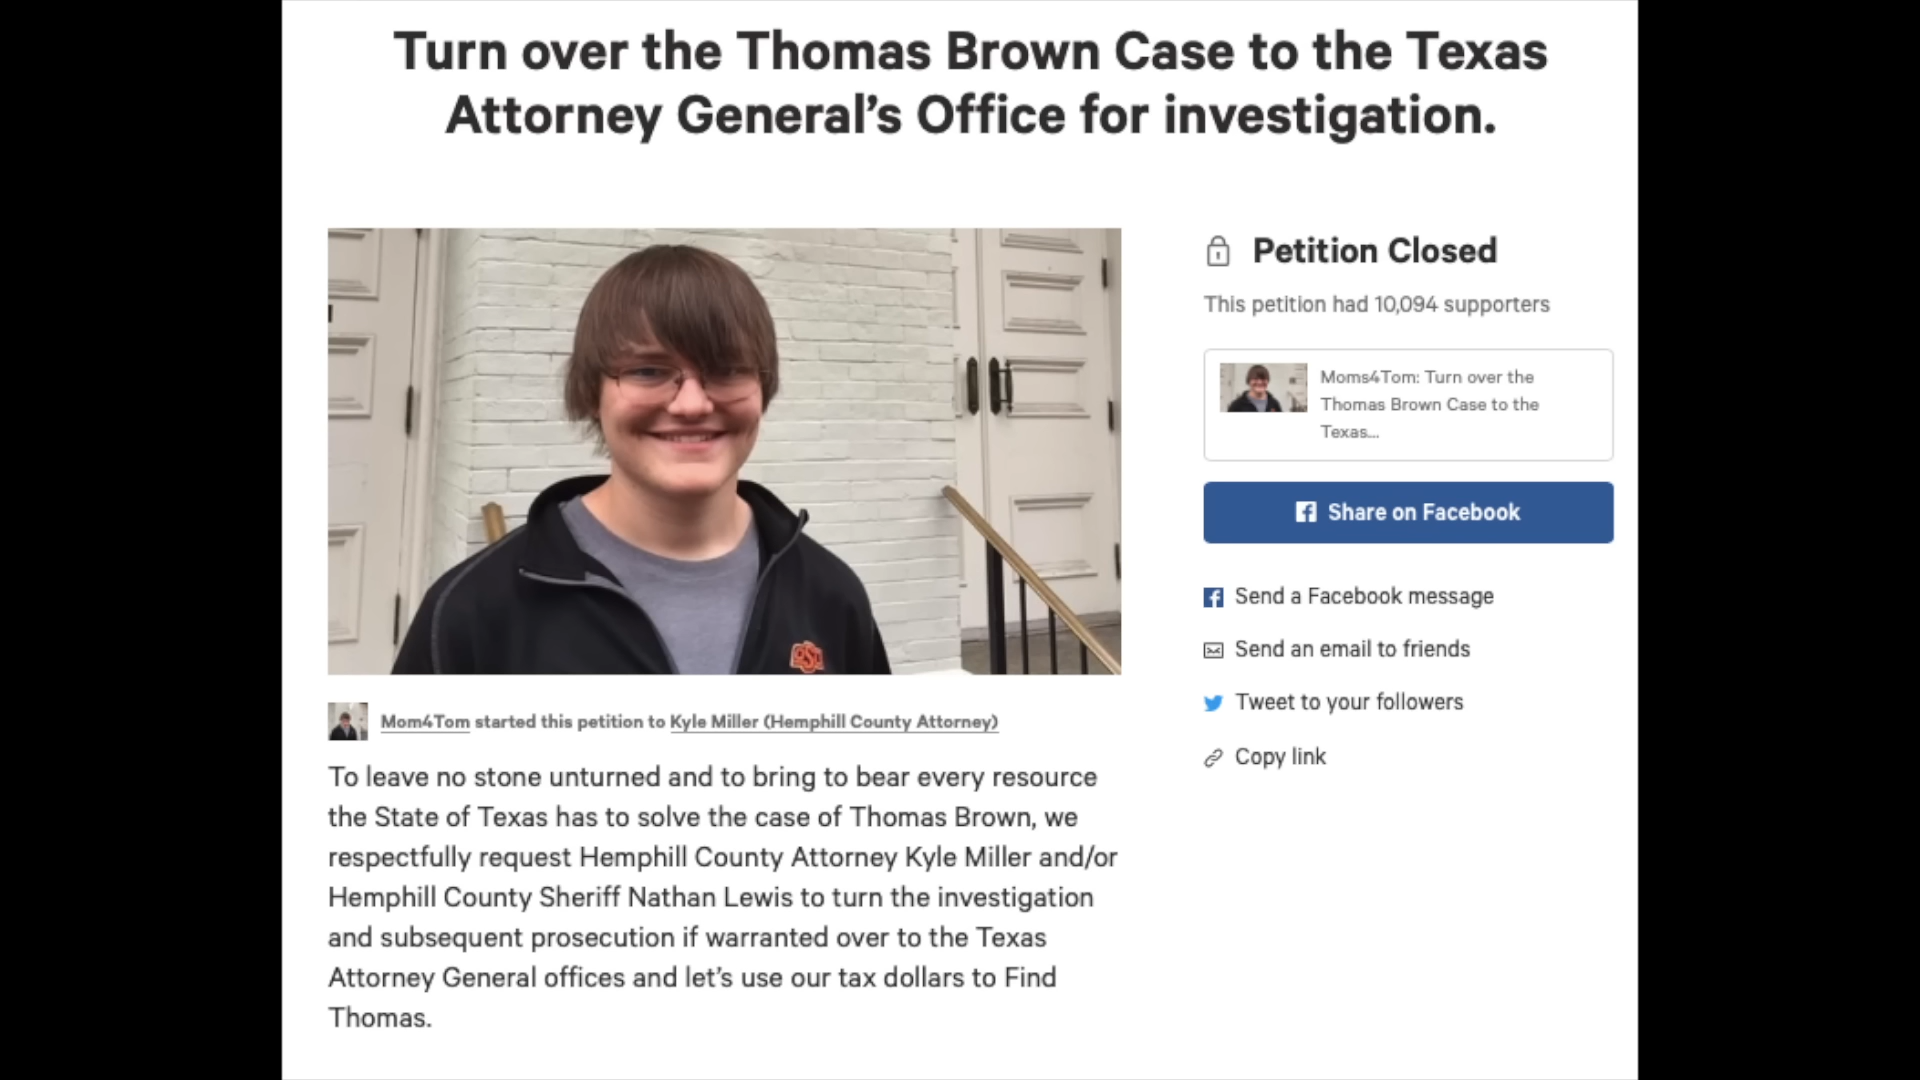 Turn over the Thomas Brown Case to the Texas
Attorney General’s Office for investigation.
Petition Closed
This petition had 10,094 supporters
Moms4Tom: Turn over the
Thomas Brown Case to the
Texas...
Share on Facebook
Send a Facebook message
Send an email to friends
Tweet to your followers
Copy link
OSU
Mom4Tom started this petition to Kyle Miller (Hemphill County Attorney)
To leave no stone unturned and to bring to bear every resource
the State of Texas has to solve the case of Thomas Brown, we
respectfully request Hemphill County Attorney Kyle Miller and/or
Hemphill County Sheriff Nathan Lewis to turn the investigation
and subsequent prosecution if warranted over to the Texas
Attorney General offices and let’s use our tax dollars to Find
Thomas.